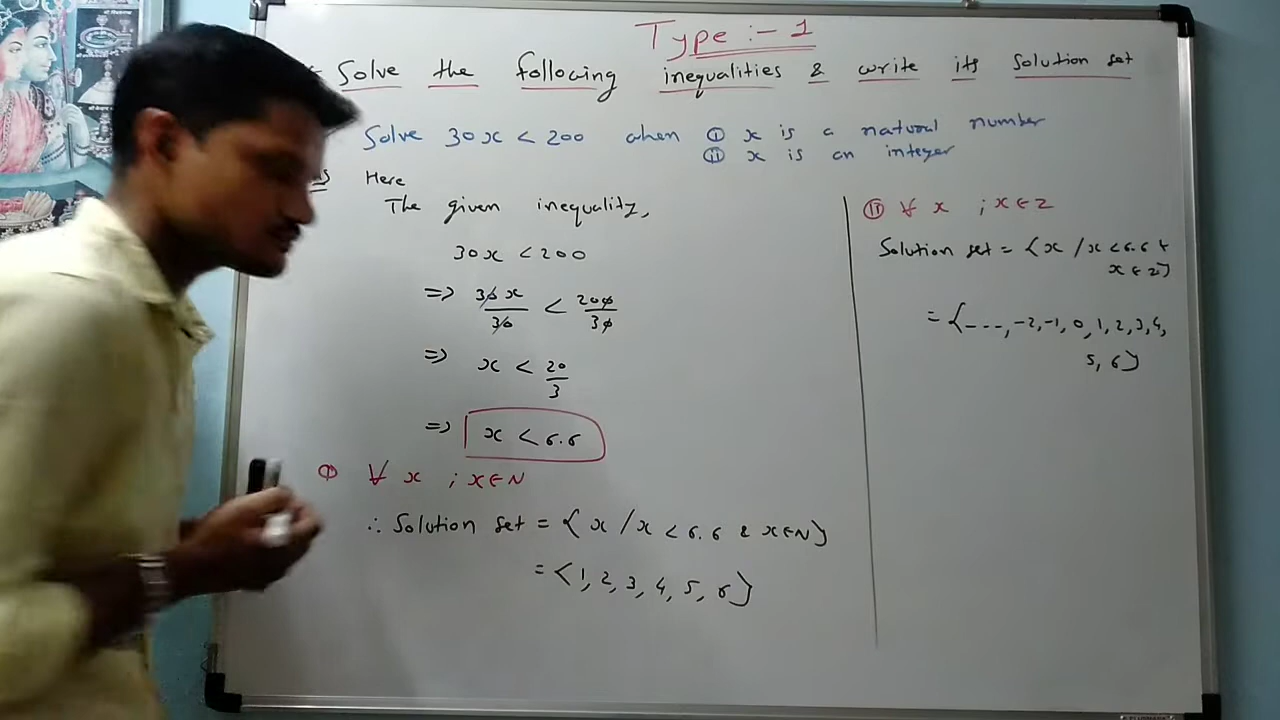 Type :- 1
Solve the following inequalities & write its Solution set
Solve 30x < 200 when ① x is a natural number
② x is an integer
Here
The given inequality,
30x < 200
=> 30x/30 < 200/30
=> x < 20/3
=> x < 6.6
① ∀ x ; x∈N
∴ Solution set = {x / x < 6.6 & x∈N}
= {1, 2, 3, 4, 5, 6}
② ∀ x ; x∈Z
Solution set = {x / x < 6.6 &
x∈Z}
= {---, -2, -1, 0, 1, 2, 3, 4,
5, 6}